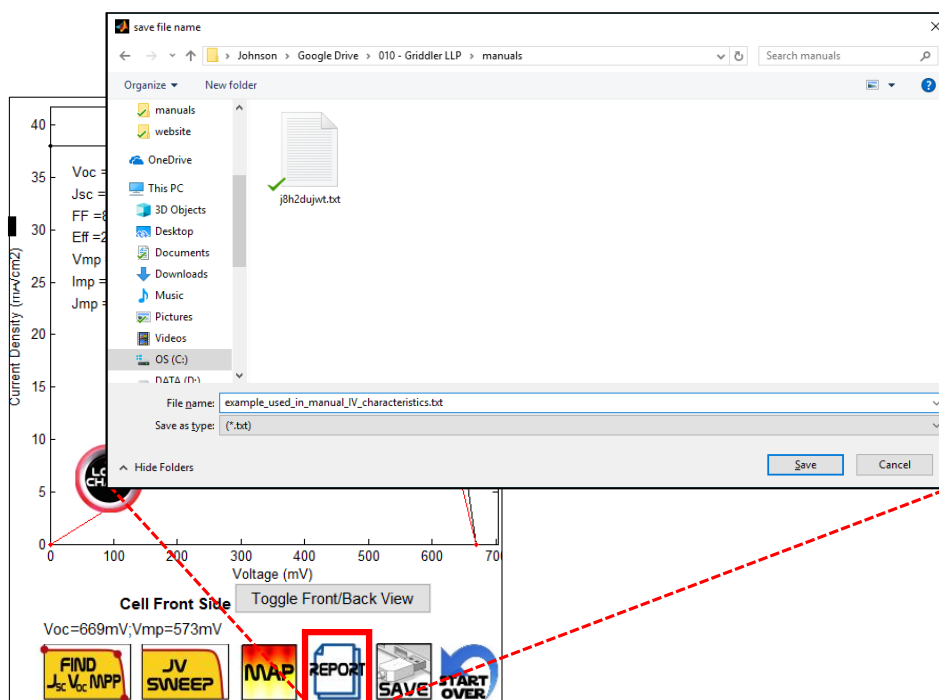 save file name
Johnson > Google Drive > 010 - Griddler LLP > manuals
Search manuals
Organize
New folder
manuals
website
OneDrive
This PC
3D Objects
Desktop
Documents
Downloads
Music
Pictures
Videos
OS (C:)
DATA (D:)
j8h2dujwt.txt
File name: example_used_in_manual_IV_characteristics.txt
Save as type: (*.txt)
Hide Folders
Save
Cancel
Current Density (mA/cm2)
40
35
30
25
20
15
10
5
0
Voc =
Jsc =
FF =8
Eff =2
Vmp =
Imp =
Jmp =
0 100 200 300 400 500 600 700
Voltage (mV)
Cell Front Side
Toggle Front/Back View
Voc=669mV;Vmp=573mV
FIND
Jsc Voc MPP
JV
SWEEP
MAP
REPORT
SAVE
START
OVER